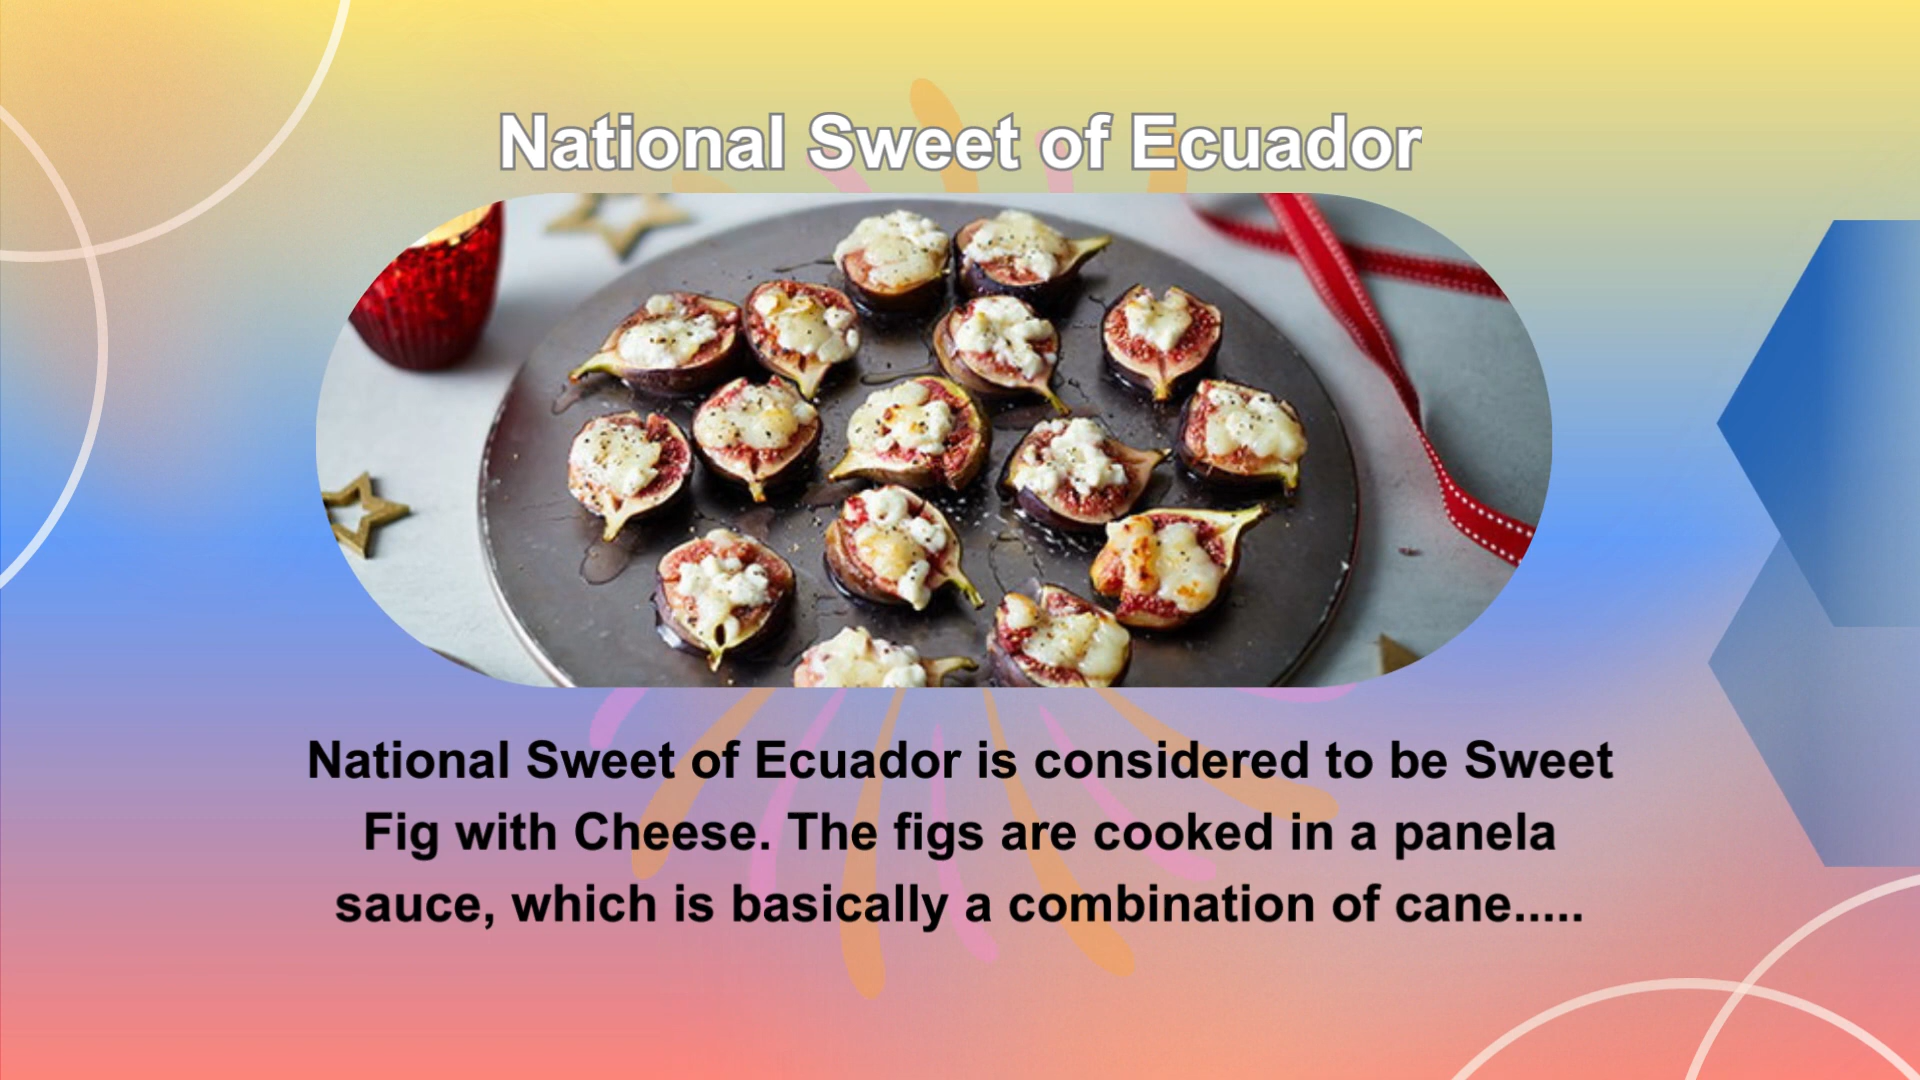 National Sweet of Ecuador
National Sweet of Ecuador is considered to be Sweet
Fig with Cheese. The figs are cooked in a panela
sauce, which is basically a combination of cane.....